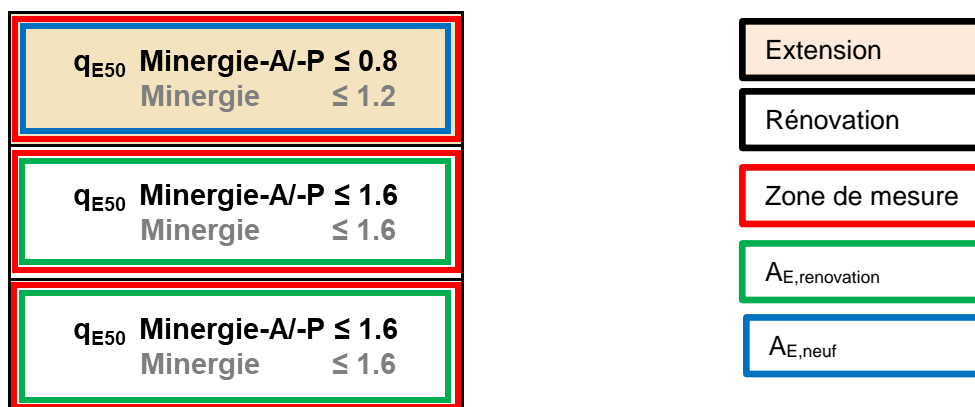 qE50 Minergie-A/-P ≤ 0.8
Minergie ≤ 1.2
qE50 Minergie-A/-P ≤ 1.6
Minergie ≤ 1.6
qE50 Minergie-A/-P ≤ 1.6
Minergie ≤ 1.6
Extension
Rénovation
Zone de mesure
AE,renovation
AE,neuf